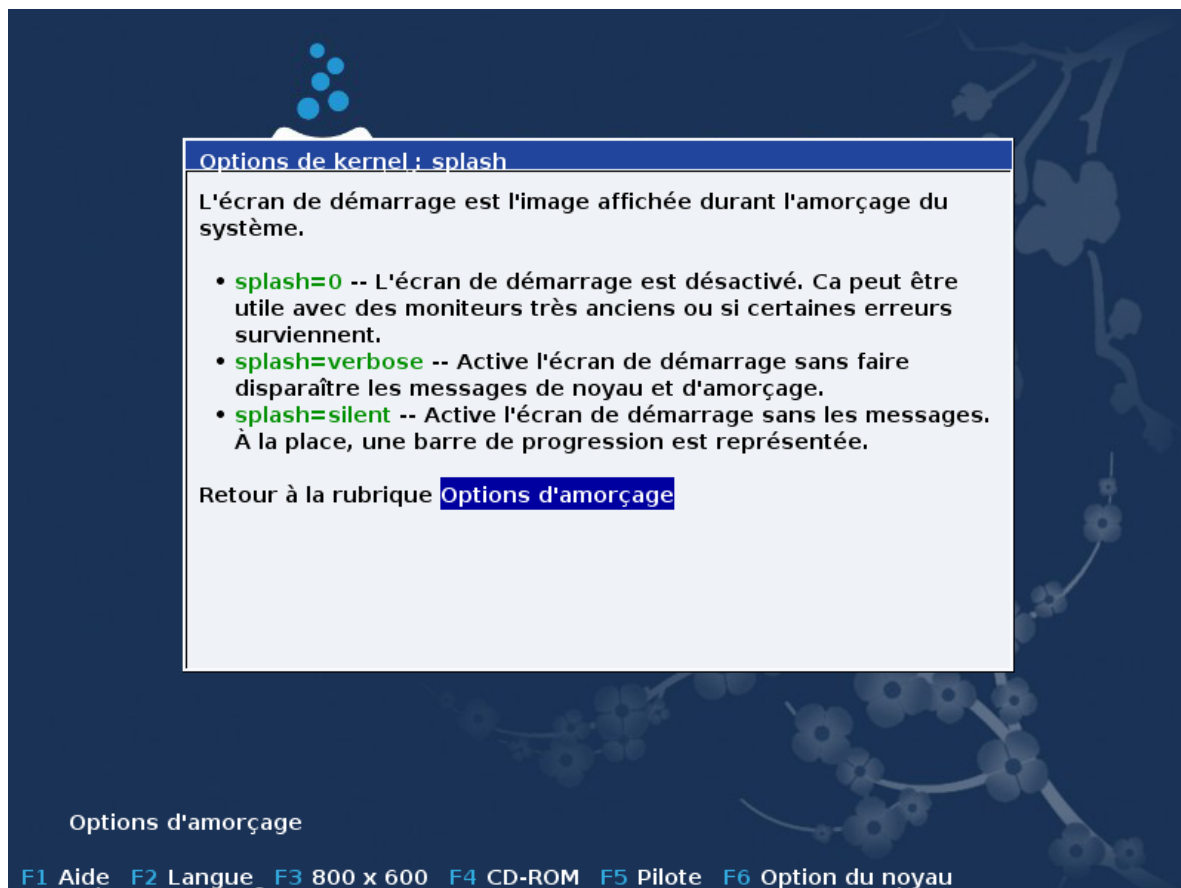 Options de kernel : splash
L'écran de démarrage est l'image affichée durant l'amorçage du
système.
• splash=0 -- L'écran de démarrage est désactivé. Ca peut être
utile avec des moniteurs très anciens ou si certaines erreurs
surviennent.
• splash=verbose -- Active l'écran de démarrage sans faire
disparaître les messages de noyau et d'amorçage.
• splash=silent -- Active l'écran de démarrage sans les messages.
À la place, une barre de progression est représentée.
Retour à la rubrique Options d'amorçage
Options d'amorçage
F1 Aide F2 Langue F3 800 x 600 F4 CD-ROM F5 Pilote F6 Option du noyau